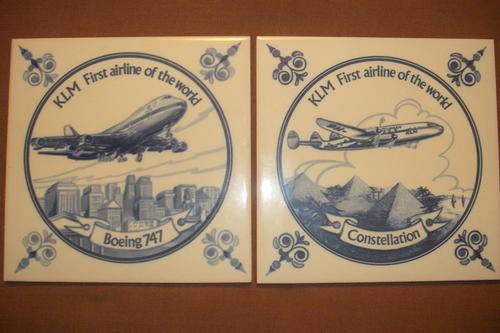 KLM First airline of the world
Boeing 747
KLM First airline of the world
Constellation